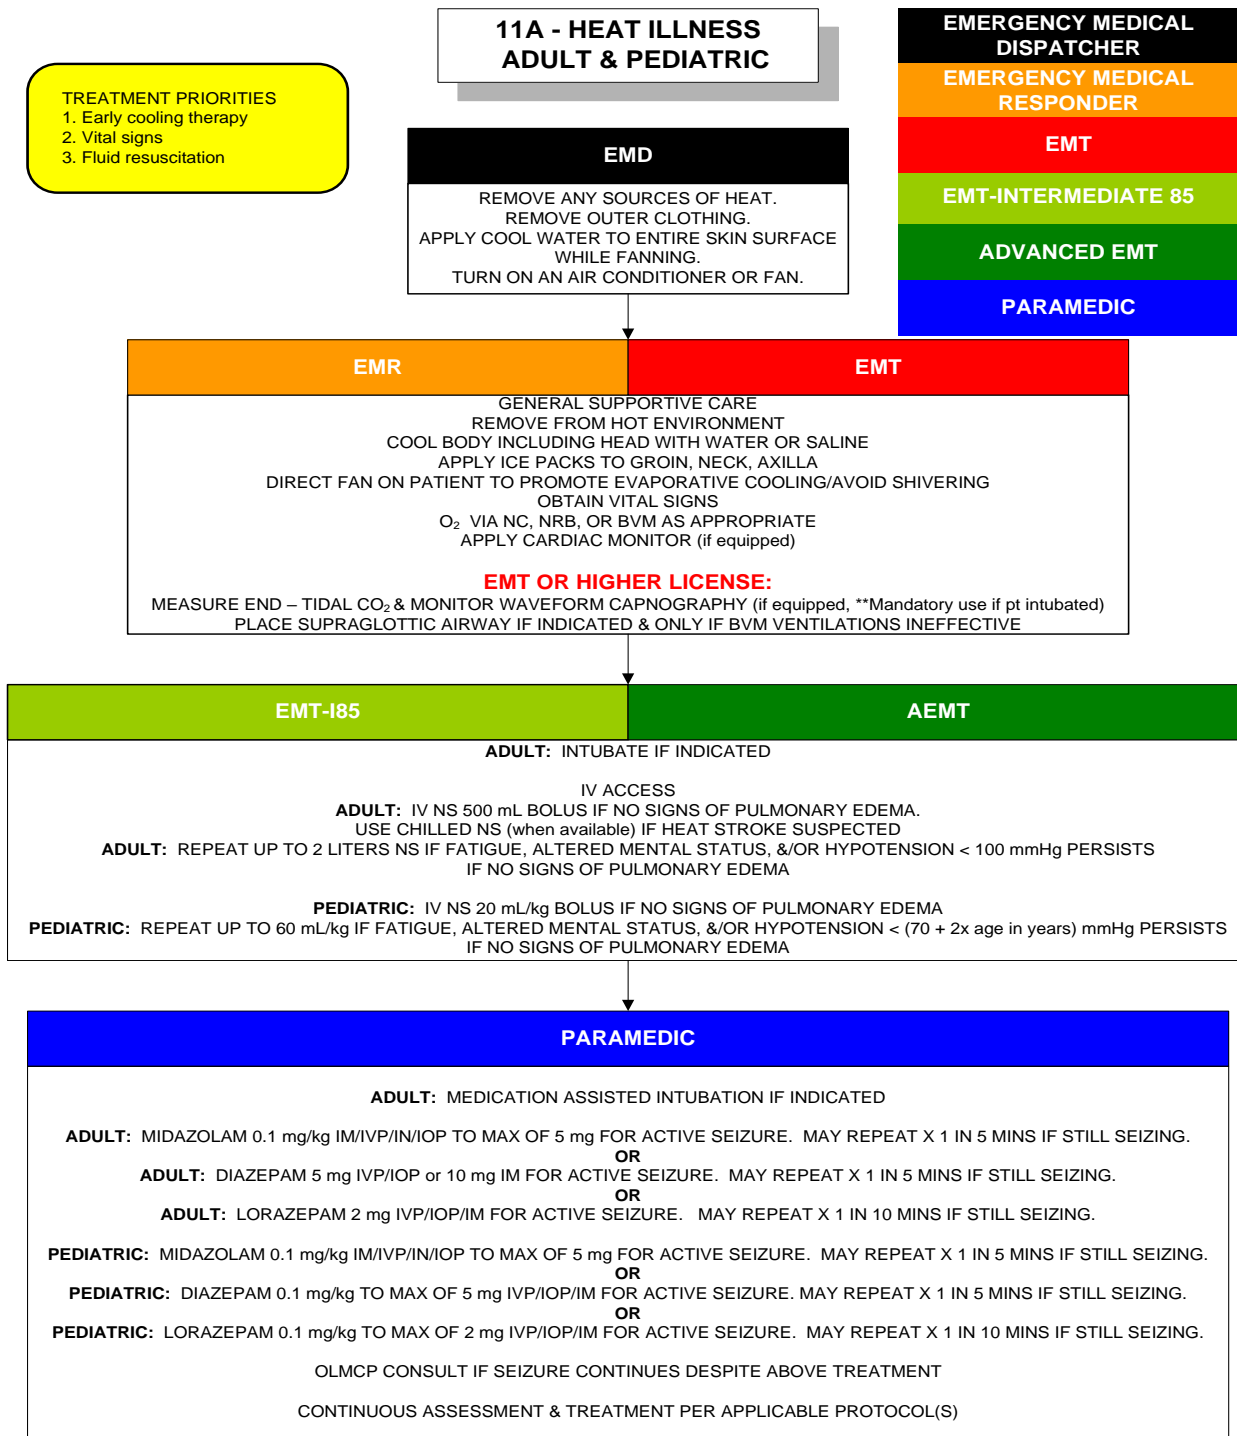 11A - HEAT ILLNESS
ADULT & PEDIATRIC
EMERGENCY MEDICAL
DISPATCHER
EMERGENCY MEDICAL
RESPONDER
EMT
EMT-INTERMEDIATE 85
ADVANCED EMT
PARAMEDIC
TREATMENT PRIORITIES
1. Early cooling therapy
2. Vital signs
3. Fluid resuscitation
EMD
REMOVE ANY SOURCES OF HEAT.
REMOVE OUTER CLOTHING.
APPLY COOL WATER TO ENTIRE SKIN SURFACE
WHILE FANNING.
TURN ON AN AIR CONDITIONER OR FAN.
EMR
EMT
GENERAL SUPPORTIVE CARE
REMOVE FROM HOT ENVIRONMENT
COOL BODY INCLUDING HEAD WITH WATER OR SALINE
APPLY ICE PACKS TO GROIN, NECK, AXILLA
DIRECT FAN ON PATIENT TO PROMOTE EVAPORATIVE COOLING/AVOID SHIVERING
OBTAIN VITAL SIGNS
O₂ VIA NC, NRB, OR BVM AS APPROPRIATE
APPLY CARDIAC MONITOR (if equipped)
EMT OR HIGHER LICENSE:
MEASURE END – TIDAL CO₂ & MONITOR WAVEFORM CAPNOGRAPHY (if equipped, **Mandatory use if pt intubated)
PLACE SUPRAGLOTTIC AIRWAY IF INDICATED & ONLY IF BVM VENTILATIONS INEFFECTIVE
EMT-I85
AEMT
ADULT: INTUBATE IF INDICATED
IV ACCESS
ADULT: IV NS 500 mL BOLUS IF NO SIGNS OF PULMONARY EDEMA.
USE CHILLED NS (when available) IF HEAT STROKE SUSPECTED
ADULT: REPEAT UP TO 2 LITERS NS IF FATIGUE, ALTERED MENTAL STATUS, &/OR HYPOTENSION < 100 mmHg PERSISTS
IF NO SIGNS OF PULMONARY EDEMA
PEDIATRIC: IV NS 20 mL/kg BOLUS IF NO SIGNS OF PULMONARY EDEMA
PEDIATRIC: REPEAT UP TO 60 mL/kg IF FATIGUE, ALTERED MENTAL STATUS, &/OR HYPOTENSION < (70 + 2x age in years) mmHg PERSISTS
IF NO SIGNS OF PULMONARY EDEMA
PARAMEDIC
ADULT: MEDICATION ASSISTED INTUBATION IF INDICATED
ADULT: MIDAZOLAM 0.1 mg/kg IM/IVP/IN/IOP TO MAX OF 5 mg FOR ACTIVE SEIZURE. MAY REPEAT X 1 IN 5 MINS IF STILL SEIZING.
OR
ADULT: DIAZEPAM 5 mg IVP/IOP or 10 mg IM FOR ACTIVE SEIZURE. MAY REPEAT X 1 IN 5 MINS IF STILL SEIZING.
OR
ADULT: LORAZEPAM 2 mg IVP/IOP/IM FOR ACTIVE SEIZURE. MAY REPEAT X 1 IN 10 MINS IF STILL SEIZING.
PEDIATRIC: MIDAZOLAM 0.1 mg/kg IM/IVP/IN/IOP TO MAX OF 5 mg FOR ACTIVE SEIZURE. MAY REPEAT X 1 IN 5 MINS IF STILL SEIZING.
OR
PEDIATRIC: DIAZEPAM 0.1 mg/kg TO MAX OF 5 mg IVP/IOP/IM FOR ACTIVE SEIZURE. MAY REPEAT X 1 IN 5 MINS IF STILL SEIZING.
OR
PEDIATRIC: LORAZEPAM 0.1 mg/kg TO MAX OF 2 mg IVP/IOP/IM FOR ACTIVE SEIZURE. MAY REPEAT X 1 IN 10 MINS IF STILL SEIZING.
OLMCP CONSULT IF SEIZURE CONTINUES DESPITE ABOVE TREATMENT
CONTINUOUS ASSESSMENT & TREATMENT PER APPLICABLE PROTOCOL(S)